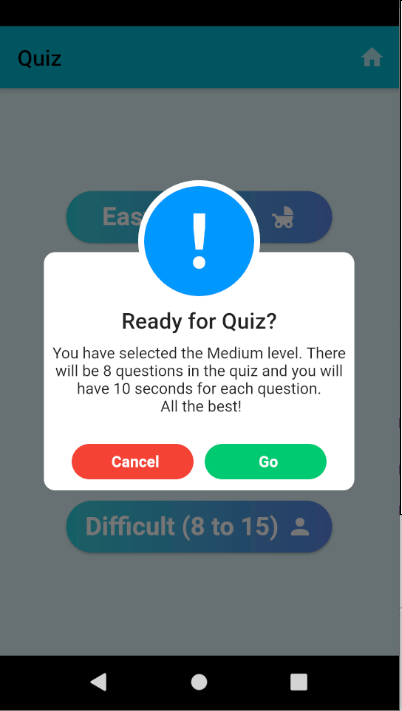 Quiz
Eas
!
Ready for Quiz?
You have selected the Medium level. There
will be 8 questions in the quiz and you will
have 10 seconds for each question.
All the best!
Cancel
Go
Difficult (8 to 15)